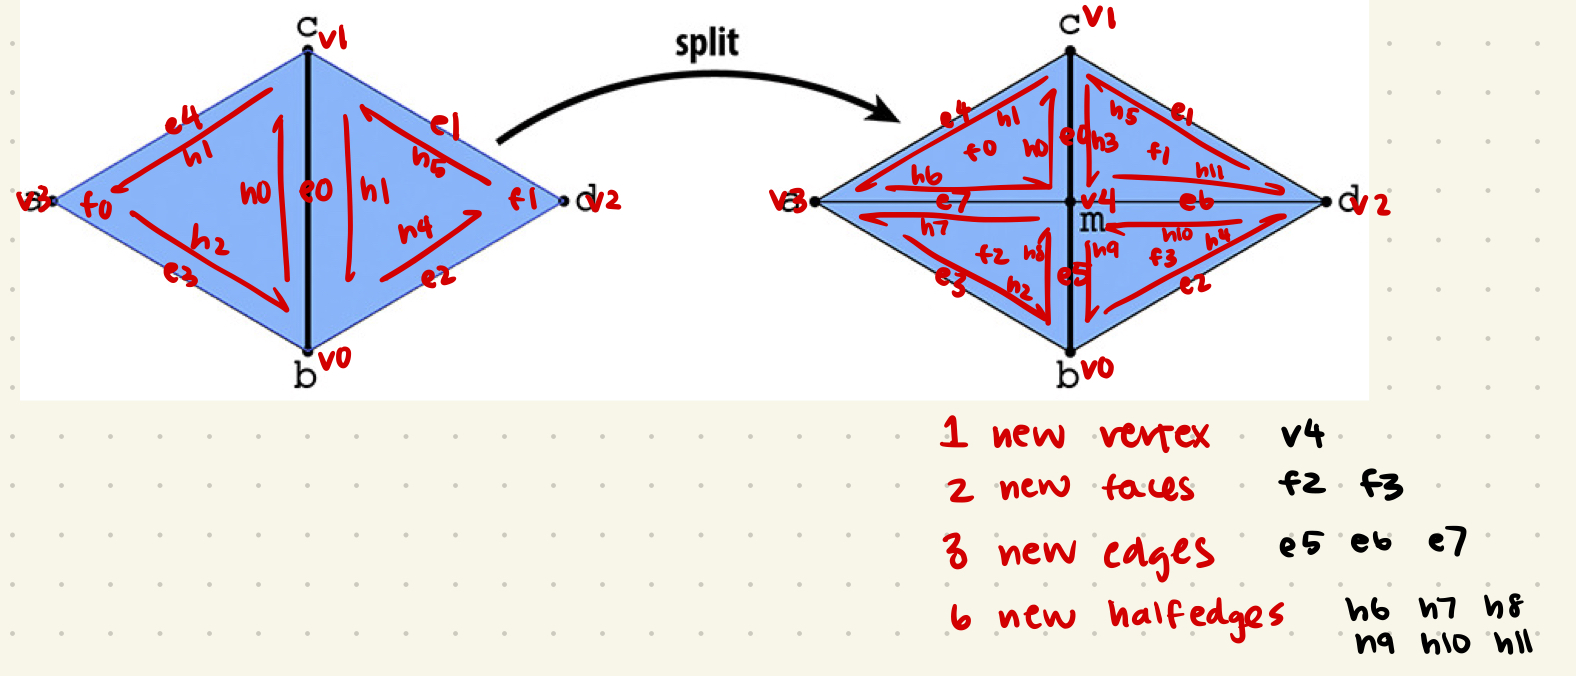 c v1
split
c v1
e4
e1
e4
e1
h1
h5
h1
h5
f0
h0
e0
h3
f1
h0
e0
h1
h6
h11
v3
f0
f1
d v2
v3
e7
v4
e6
d v2
m
h2
h4
h7
h10
h4
f2
h8
h9
f3
e3
e2
e3
h2
e5
e2
b
v0
b v0
1 new vertex v4
2 new faces f2 f3
3 new edges e5 e6 e7
6 new halfedges h6 h7 h8
h9 h10 h11